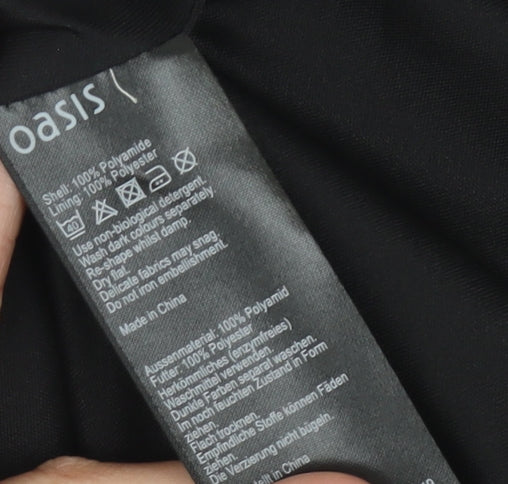 oasis
Shell: 100% Polyamide
Lining: 100% Polyester
40
Use non-biological detergent.
Wash dark colours separately.
Re-shape whilst damp.
Dry flat.
Delicate fabrics may snag.
Do not iron embellishment.
Made in China
Aussenmaterial: 100% Polyamid
Futter: 100% Polyester
Herkömmliches (enzymfreies)
Waschmittel verwenden.
Dunkle Farben separat waschen.
Im noch feuchten Zustand in Form
ziehen.
Flach trocknen.
Empfindliche Stoffe können Fäden
ziehen.
Die Verzierung nicht bügeln.
in China